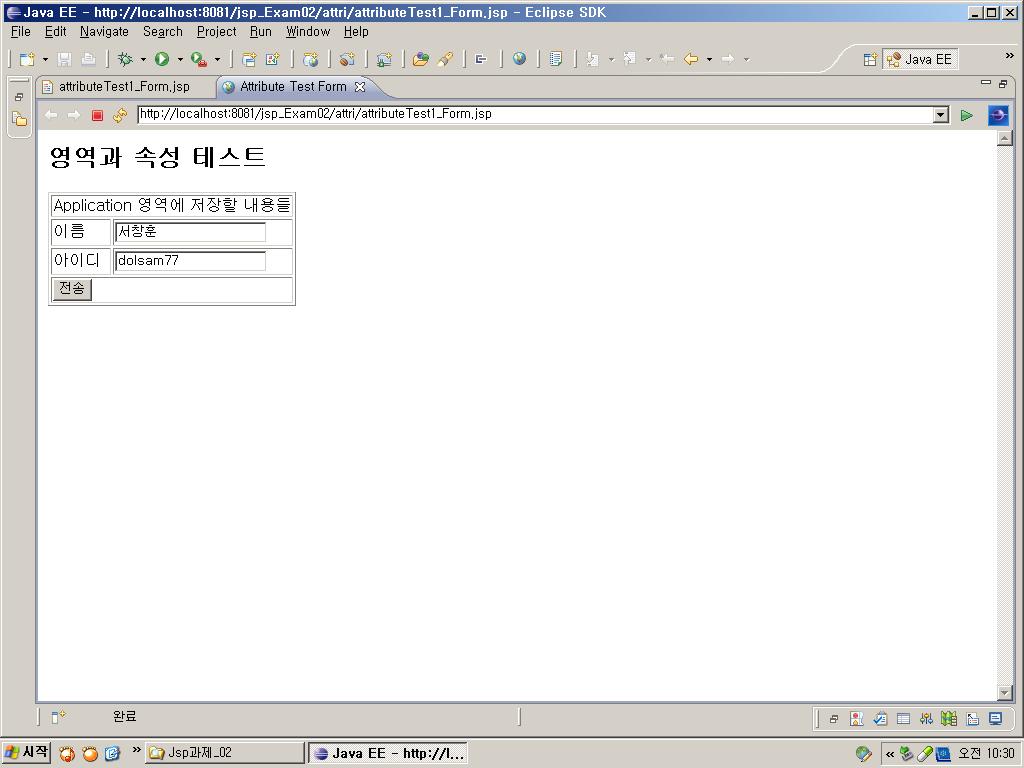 Java EE - http://localhost:8081/jsp_Exam02/attri/attributeTest1_Form.jsp - Eclipse SDK
File Edit Navigate Search Project Run Window Help
Java EE
attributeTest1_Form.jsp
Attribute Test Form
http://localhost:8081/jsp_Exam02/attri/attributeTest1_Form.jsp
영역과 속성 테스트
Application 영역에 저장할 내용들
이름 서창훈
아이디 dolsam77
전송
완료
시작 Jsp과제_02 Java EE - http://l... 오전 10:30